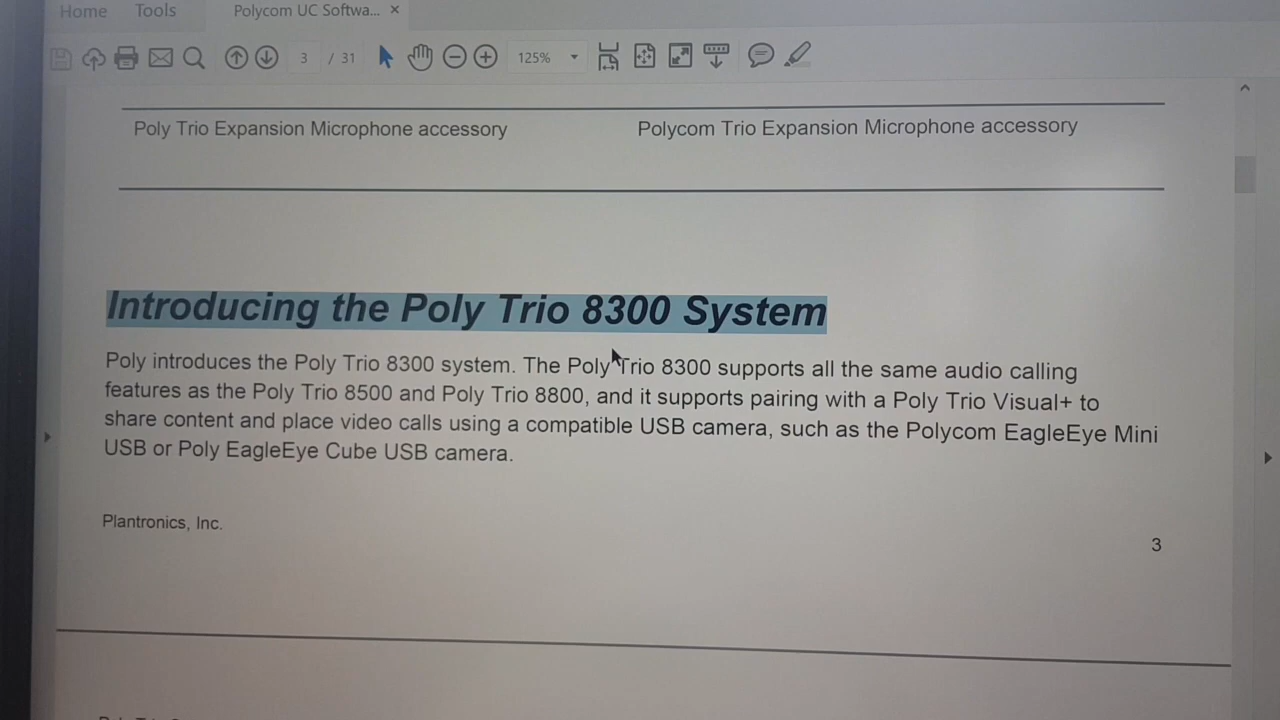 Home Tools Polycom UC Softwa... ×
3 / 31 125%
Poly Trio Expansion Microphone accessory Polycom Trio Expansion Microphone accessory
Introducing the Poly Trio 8300 System
Poly introduces the Poly Trio 8300 system. The Poly Trio 8300 supports all the same audio calling
features as the Poly Trio 8500 and Poly Trio 8800, and it supports pairing with a Poly Trio Visual+ to
share content and place video calls using a compatible USB camera, such as the Polycom EagleEye Mini
USB or Poly EagleEye Cube USB camera.
Plantronics, Inc.
3